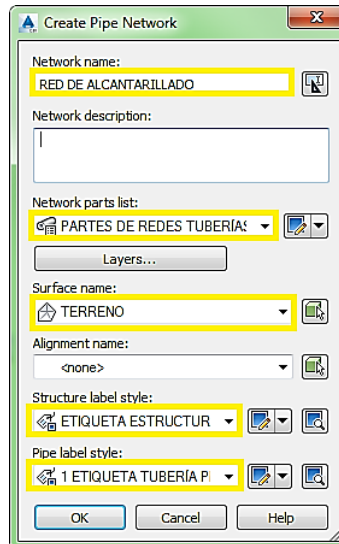 Create Pipe Network
Network name:
RED DE ALCANTARILLADO
Network description:
Network parts list:
PARTES DE REDES TUBERÍAS
Layers...
Surface name:
TERRENO
Alignment name:
<none>
Structure label style:
ETIQUETA ESTRUCTUR
Pipe label style:
1 ETIQUETA TUBERÍA P
OK Cancel Help